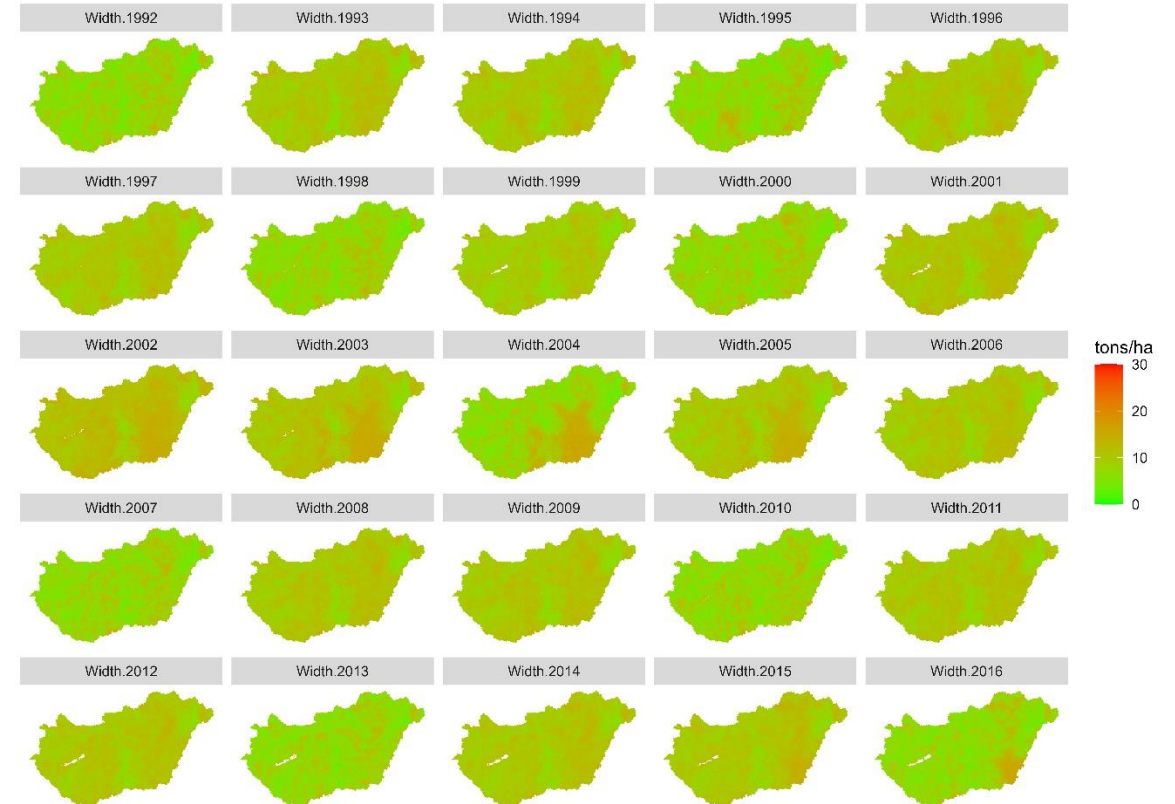 Width.1992 Width.1993 Width.1994 Width.1995 Width.1996
Width.1997 Width.1998 Width.1999 Width.2000 Width.2001
Width.2002 Width.2003 Width.2004 Width.2005 Width.2006
tons/ha
30
20
10
0
Width.2007 Width.2008 Width.2009 Width.2010 Width.2011
Width.2012 Width.2013 Width.2014 Width.2015 Width.2016